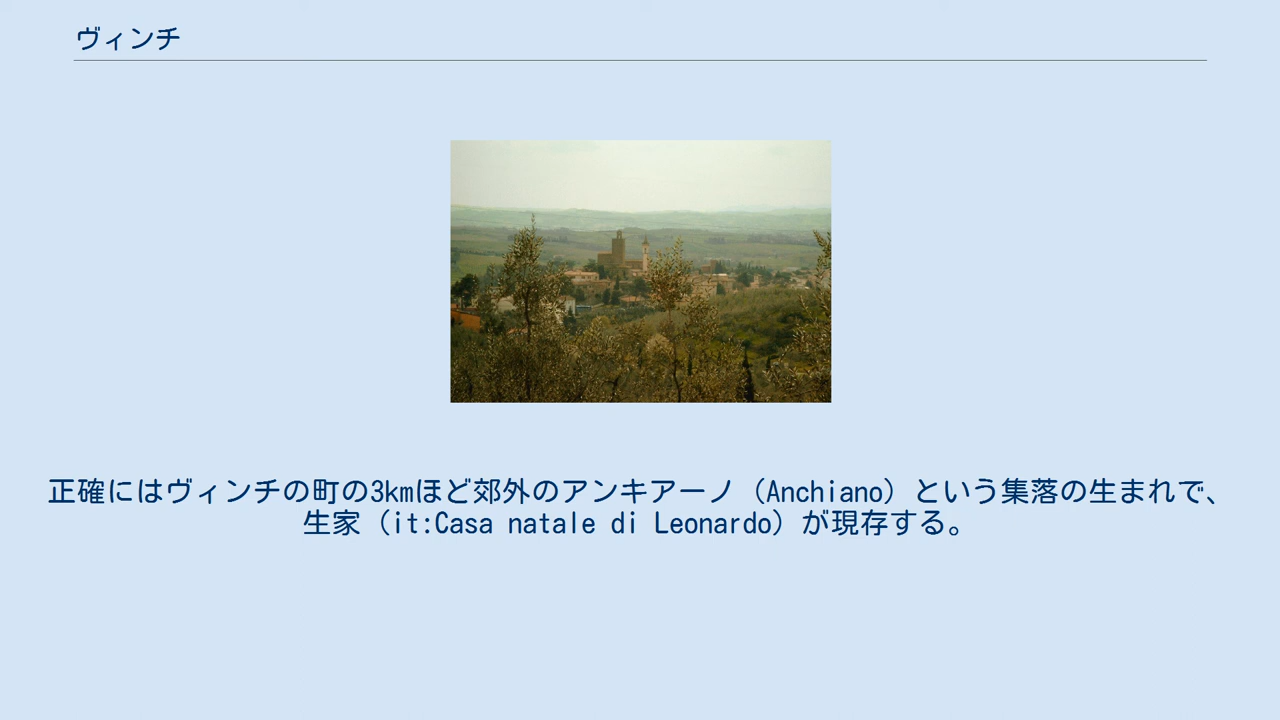 ヴィンチ
正確にはヴィンチの町の3kmほど郊外のアンキアーノ（Anchiano）という集落の生まれで、
生家（it:Casa natale di Leonardo）が現存する。